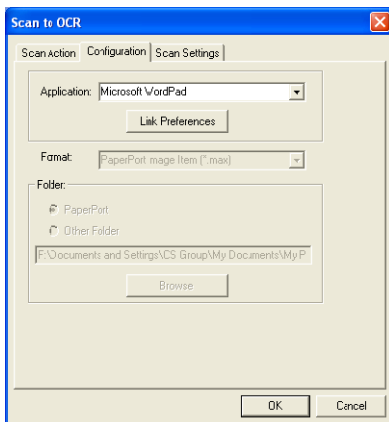 Scan to OCR
Scan Action Configuration Scan Settings
Application: Microsoft WordPad
Link Preferences
Format: PaperPort mage Item (*.max)
Folder:
PaperPort
Other Folder
F:\Documents and Settings\CS Group\My Documents\My P
Browse
OK Cancel